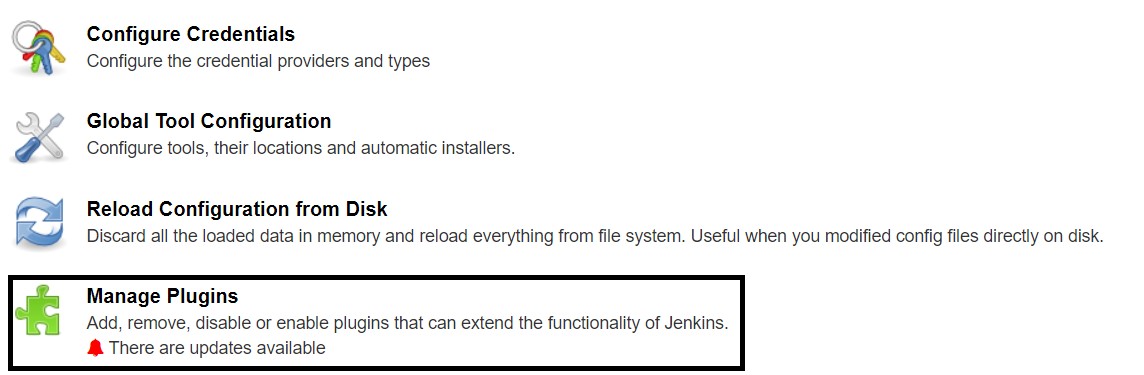 Configure Credentials
Configure the credential providers and types
Global Tool Configuration
Configure tools, their locations and automatic installers.
Reload Configuration from Disk
Discard all the loaded data in memory and reload everything from file system. Useful when you modified config files directly on disk.
Manage Plugins
Add, remove, disable or enable plugins that can extend the functionality of Jenkins.
There are updates available